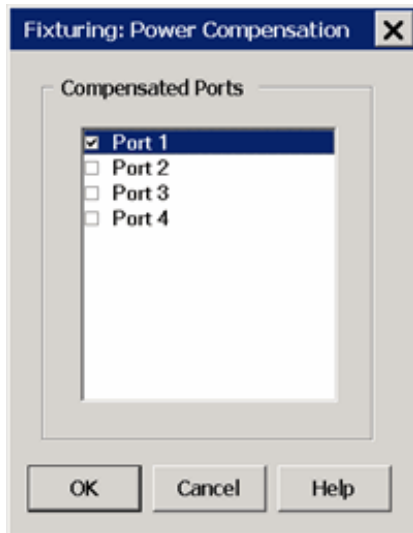 Fixturing: Power Compensation
Compensated Ports
Port 1
Port 2
Port 3
Port 4
OK Cancel Help